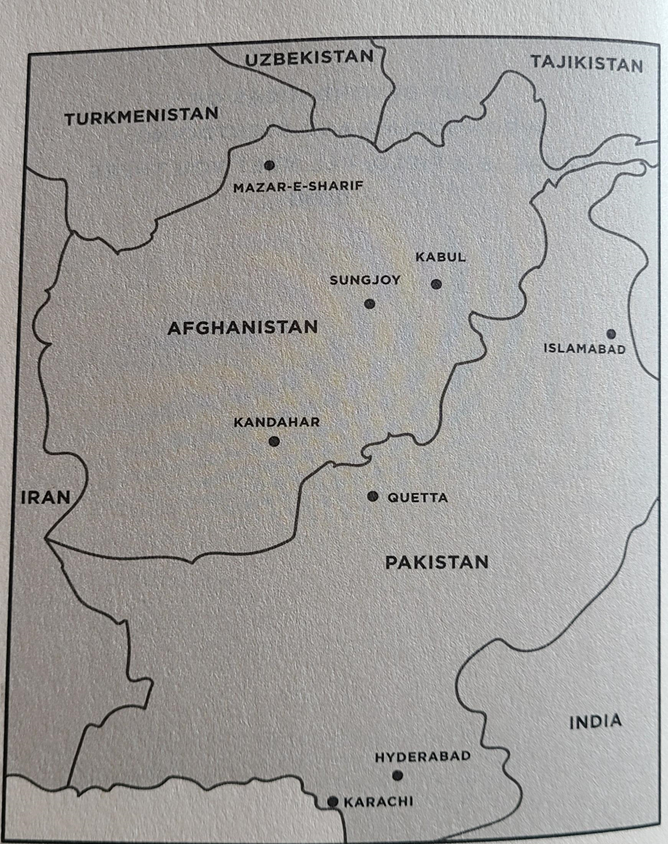 UZBEKISTAN
TAJIKISTAN
TURKMENISTAN
MAZAR-E-SHARIF
KABUL
SUNGJOY
AFGHANISTAN
ISLAMABAD
KANDAHAR
IRAN
QUETTA
PAKISTAN
INDIA
HYDERABAD
KARACHI